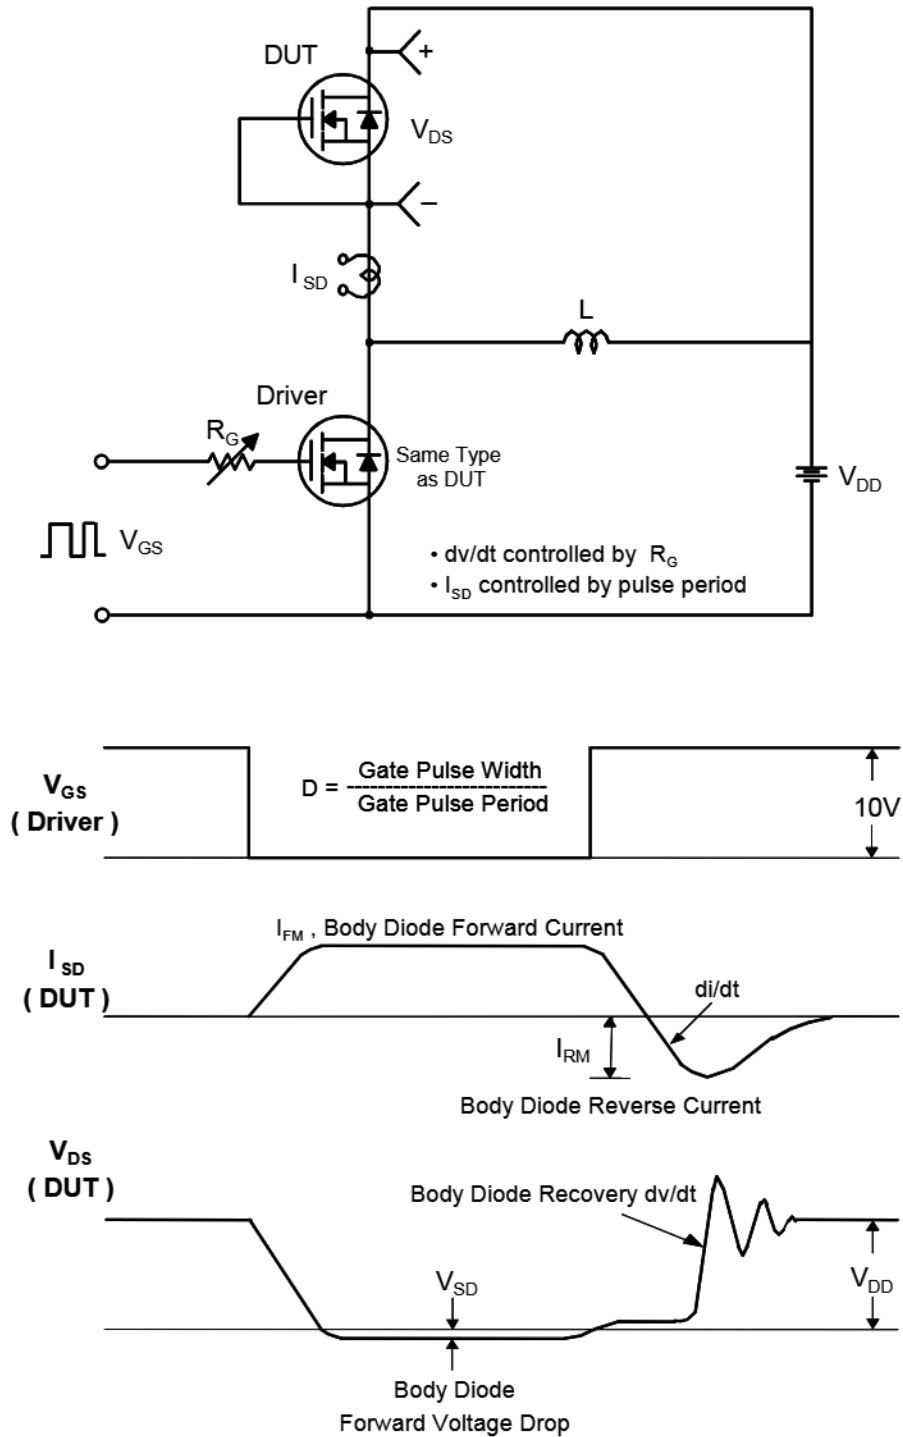 DUT
+
V_DS
−
I_SD
L
Driver
R_G
Same Type
as DUT
V_DD
V_GS
• dv/dt controlled by R_G
• I_SD controlled by pulse period
V_GS
( Driver )
D = Gate Pulse Width
Gate Pulse Period
10V
I_FM , Body Diode Forward Current
I_SD
( DUT )
di/dt
I_RM
Body Diode Reverse Current
V_DS
( DUT )
Body Diode Recovery dv/dt
V_SD
V_DD
Body Diode
Forward Voltage Drop